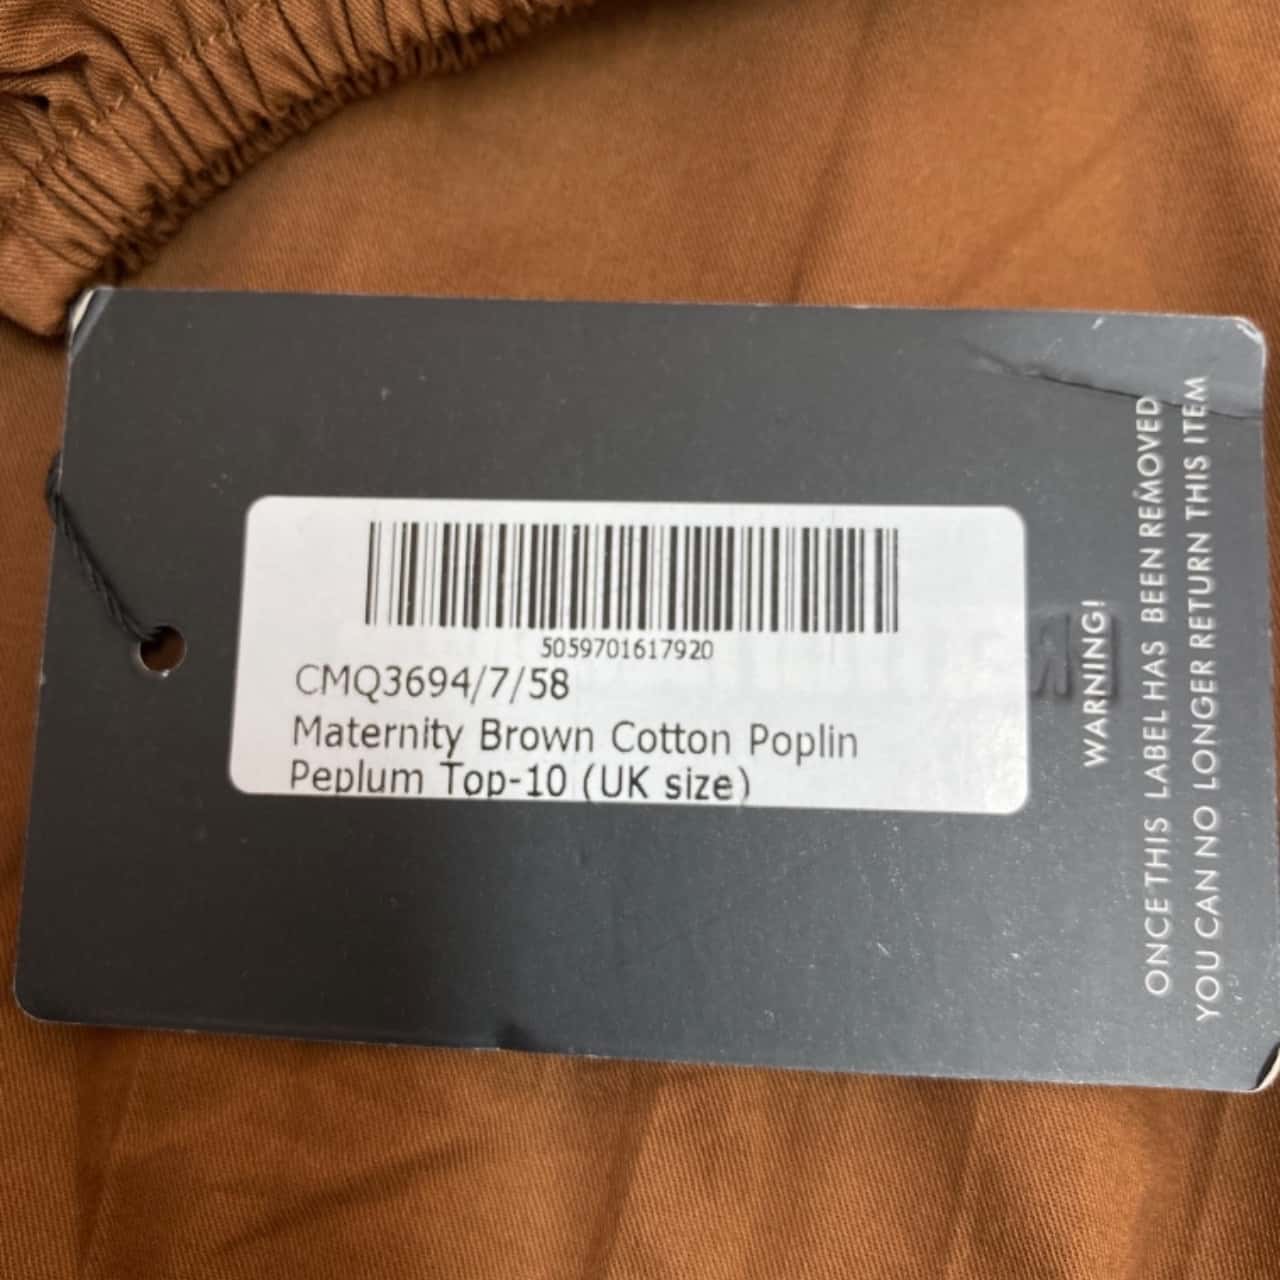 5059701617920
CMQ3694/7/58
Maternity Brown Cotton Poplin
Peplum Top-10 (UK size)
WARNING!
ONCE THIS LABEL HAS BEEN REMOVED
YOU CAN NO LONGER RETURN THIS ITEM